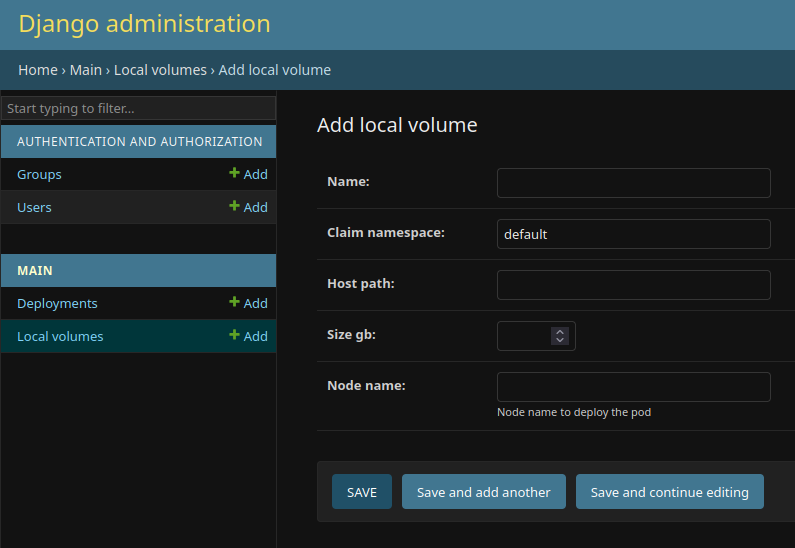 Django administration
Home › Main › Local volumes › Add local volume
Start typing to filter...
AUTHENTICATION AND AUTHORIZATION
Groups + Add
Users + Add
MAIN
Deployments + Add
Local volumes + Add
Add local volume
Name:
Claim namespace: default
Host path:
Size gb:
Node name:
Node name to deploy the pod
SAVE Save and add another Save and continue editing